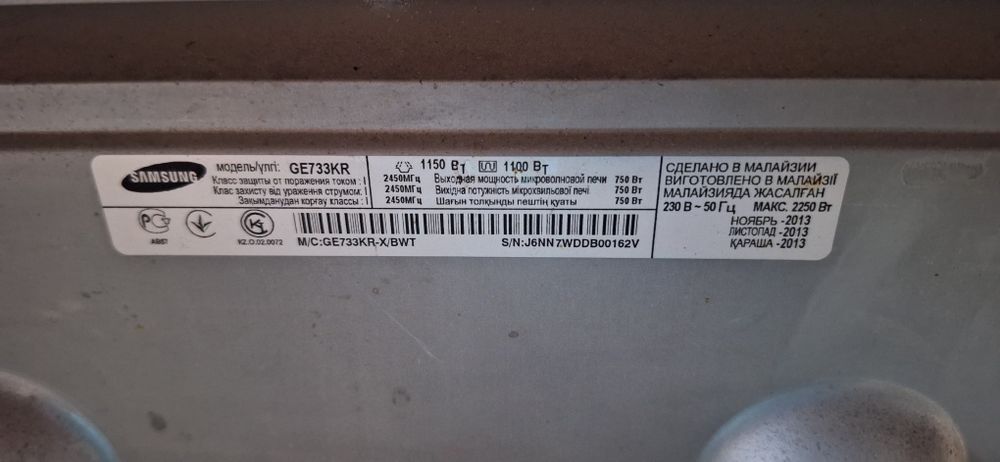 SAMSUNG
модель/үлгі: GE733KR
Класс защиты от поражения током : I
Клас захисту від ураження струмом: I
Зақымданудан қорғау классы: I
АВ57
KZ.O.02.0072
1150 Вт 1100 Вт
2450МГц Выходная мощность микроволновой печи 750 Вт
2450МГц Вихідна потужність мікрохвильової печі 750 Вт
2450МГц Шағын толқынды пештің қуаты 750 Вт
M/C:GE733KR-X/BWT S/N:J6NN7WDDB00162V
СДЕЛАНО В МАЛАЙЗИИ
ВИГОТОВЛЕНО В МАЛАЙЗІЇ
МАЛАЙЗИЯДА ЖАСАЛҒАН
230 В ~ 50 Гц МАКС. 2250 Вт
НОЯБРЬ -2013
ЛИСТОПАД -2013
ҚАРАША -2013